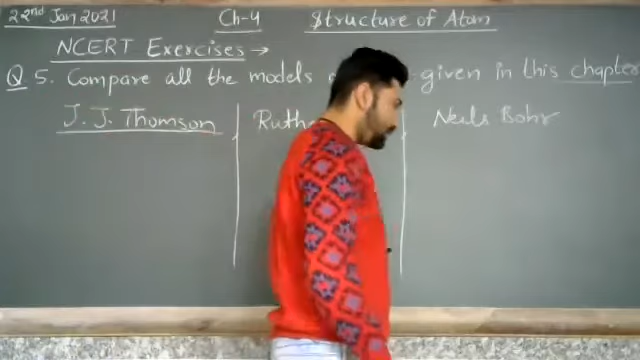 22nd Jan 2021 Ch-4 Structure of Atom
NCERT Exercises →
Q 5. Compare all the models given in this chapter
J. J. Thomson Ruth Neils Bohr